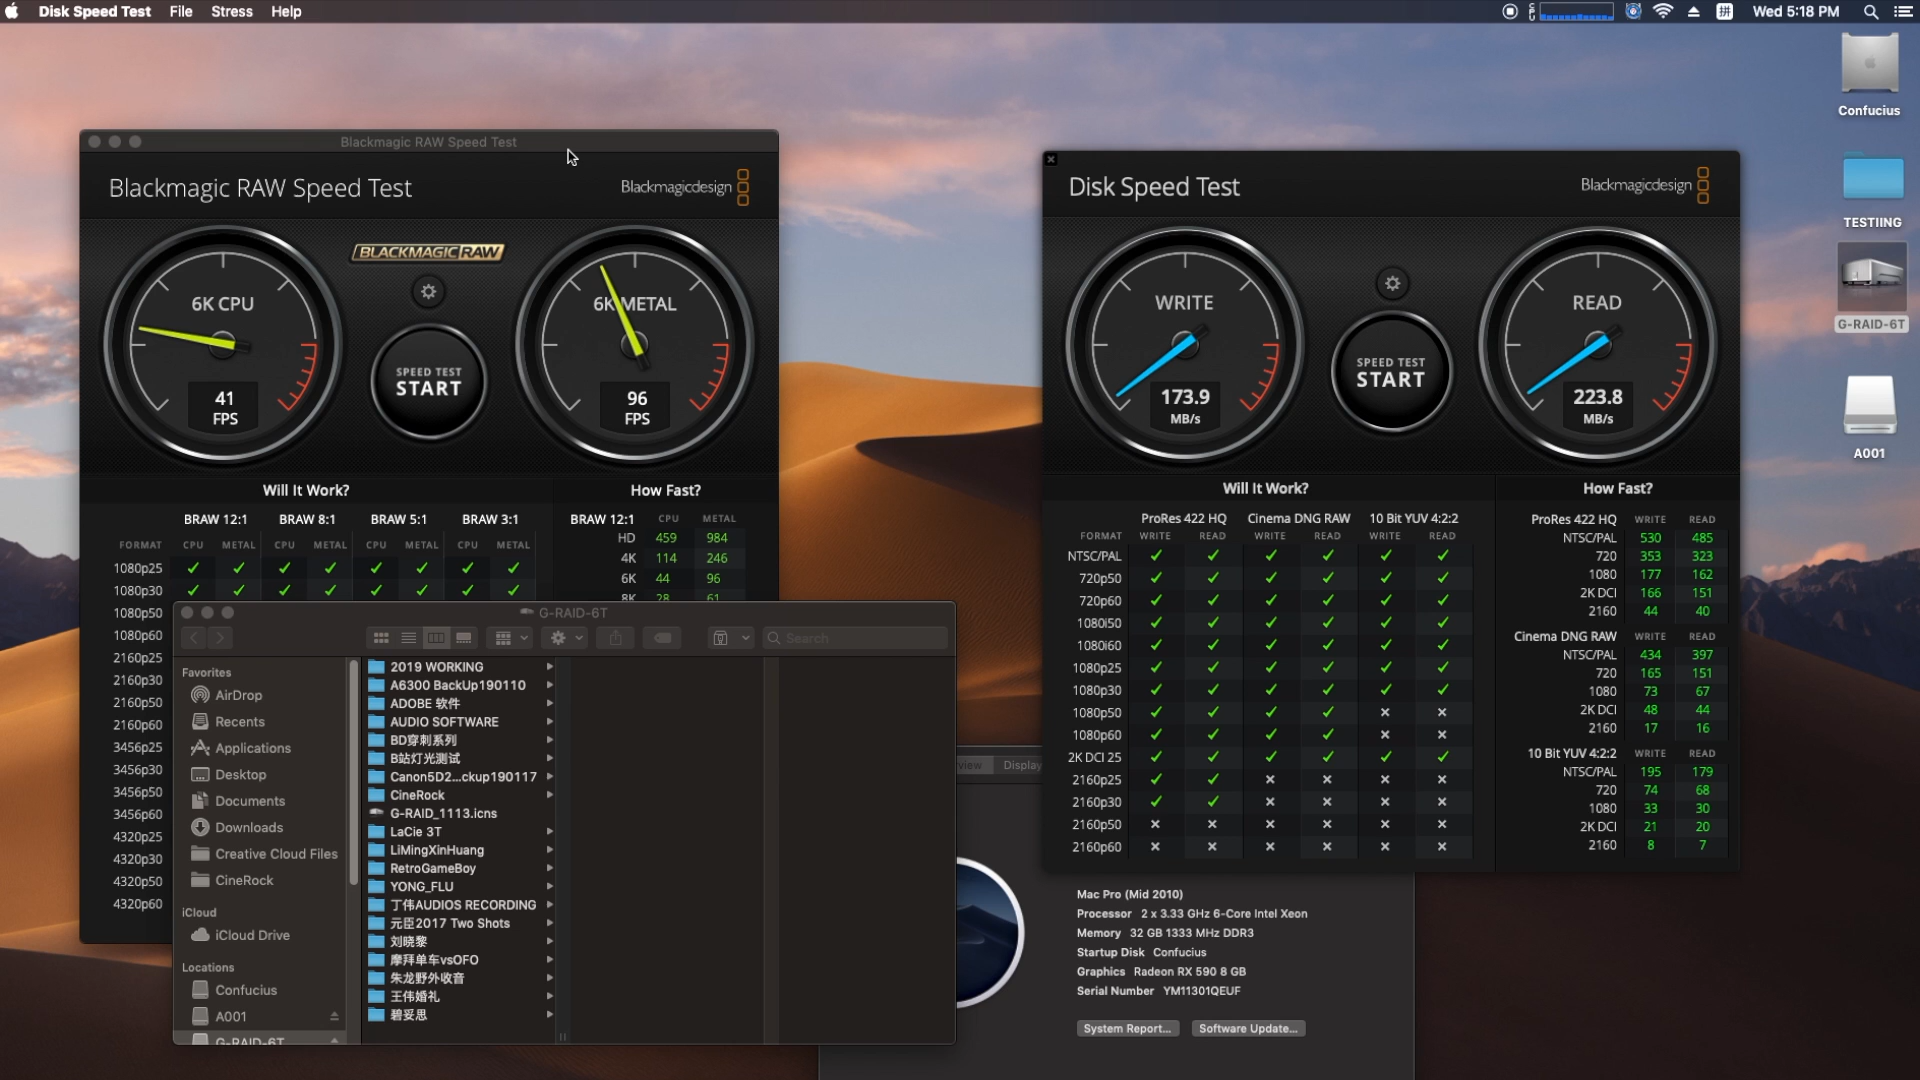 Disk Speed Test File Stress Help
CPU
拼 Wed 5:18 PM
Confucius
TESTIING
G-RAID-6T
A001
Blackmagic RAW Speed Test
Blackmagic RAW Speed Test
Blackmagicdesign
BLACKMAGIC RAW
6K CPU
41
FPS
SPEED TEST
START
6K METAL
96
FPS
Will It Work?
How Fast?
BRAW 12:1 BRAW 8:1 BRAW 5:1 BRAW 3:1
FORMAT CPU METAL CPU METAL CPU METAL CPU METAL
1080p25 ✓ ✓ ✓ ✓ ✓ ✓ ✓ ✓
1080p30 ✓ ✓ ✓ ✓ ✓ ✓ ✓ ✓
1080p50
1080p60
2160p25
2160p30
2160p50
2160p60
3456p25
3456p30
3456p50
3456p60
4320p25
4320p30
4320p50
4320p60
BRAW 12:1 CPU METAL
HD 459 984
4K 114 246
6K 44 96
8K 28 61
G-RAID-6T
Search
Favorites
AirDrop
Recents
Applications
Desktop
Documents
Downloads
Creative Cloud Files
CineRock
iCloud
iCloud Drive
Locations
Confucius
A001
G-RAID-6T
2019 WORKING
A6300 BackUp190110
ADOBE 软件
AUDIO SOFTWARE
BD穿刺系列
B站灯光测试
Canon5D2...ckup190117
CineRock
G-RAID_1113.icns
LaCie 3T
LiMingXinHuang
RetroGameBoy
YONG_FLU
丁伟AUDIOS RECORDING
元臣2017 Two Shots
刘晓黎
摩拜单车vsOFO
朱龙野外收音
王伟婚礼
碧妥思
Disk Speed Test
Blackmagicdesign
WRITE
173.9
MB/s
SPEED TEST
START
READ
223.8
MB/s
Will It Work?
How Fast?
ProRes 422 HQ Cinema DNG RAW 10 Bit YUV 4:2:2
FORMAT WRITE READ WRITE READ WRITE READ
NTSC/PAL ✓ ✓ ✓ ✓ ✓ ✓
720p50 ✓ ✓ ✓ ✓ ✓ ✓
720p60 ✓ ✓ ✓ ✓ ✓ ✓
1080i50 ✓ ✓ ✓ ✓ ✓ ✓
1080i60 ✓ ✓ ✓ ✓ ✓ ✓
1080p25 ✓ ✓ ✓ ✓ ✓ ✓
1080p30 ✓ ✓ ✓ ✓ ✓ ✓
1080p50 ✓ ✓ ✓ ✓ × ×
1080p60 ✓ ✓ ✓ ✓ × ×
2K DCI 25 ✓ ✓ ✓ ✓ ✓ ✓
2160p25 ✓ ✓ × × × ×
2160p30 ✓ ✓ × × × ×
2160p50 × × × × × ×
2160p60 × × × × × ×
ProRes 422 HQ WRITE READ
NTSC/PAL 530 485
720 353 323
1080 177 162
2K DCI 166 151
2160 44 40
Cinema DNG RAW WRITE READ
NTSC/PAL 434 397
720 165 151
1080 73 67
2K DCI 48 44
2160 17 16
10 Bit YUV 4:2:2 WRITE READ
NTSC/PAL 195 179
720 74 68
1080 33 30
2K DCI 21 20
2160 8 7
view Display
Mac Pro (Mid 2010)
Processor 2 x 3.33 GHz 6-Core Intel Xeon
Memory 32 GB 1333 MHz DDR3
Startup Disk Confucius
Graphics Radeon RX 590 8 GB
Serial Number YM11301QEUF
System Report... Software Update...